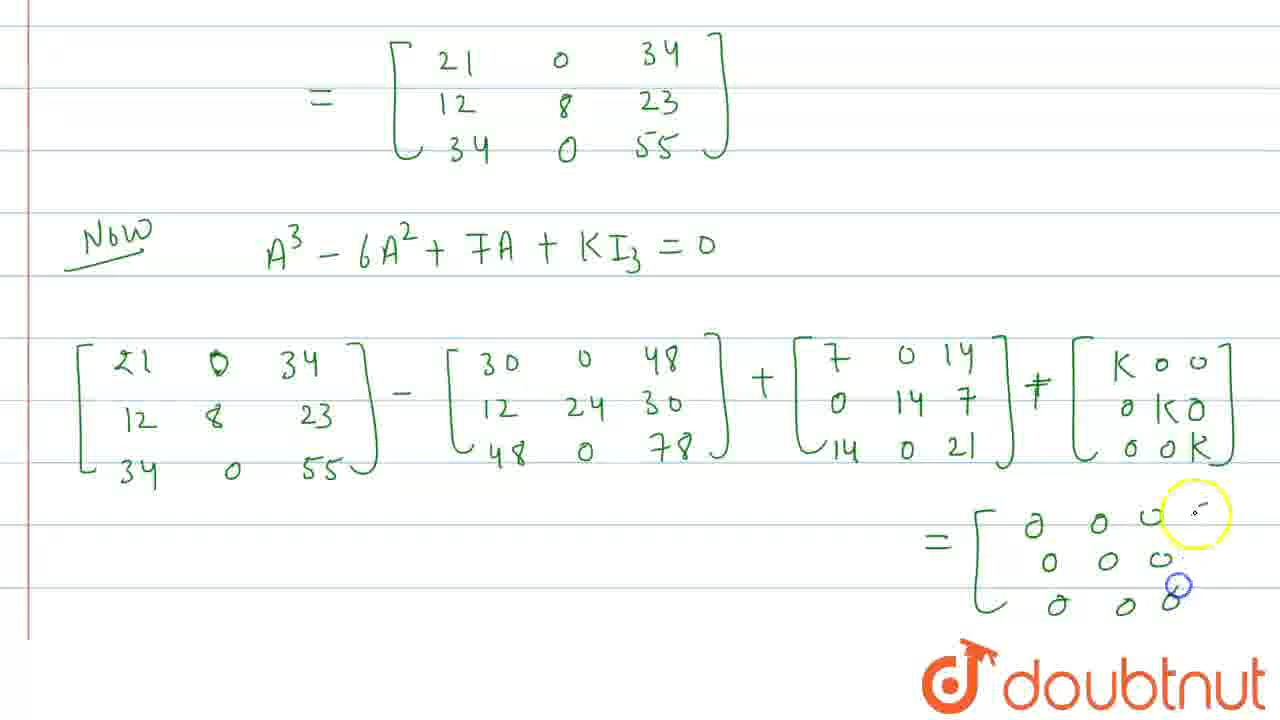 = [ 21 0 34
12 8 23
34 0 55 ]
Now A³ - 6A² + 7A + KI₃ = 0
[ 21 0 34 ] - [ 30 0 48 ] + [ 7 0 14 ] + [ K 0 0 ]
[ 12 8 23 ] [ 12 24 30 ] [ 0 14 7 ] [ 0 K 0 ]
[ 34 0 55 ] [ 48 0 78 ] [ 14 0 21 ] [ 0 0 K ]
= [ 0 0 0
0 0 0
0 0 0
doubtnut